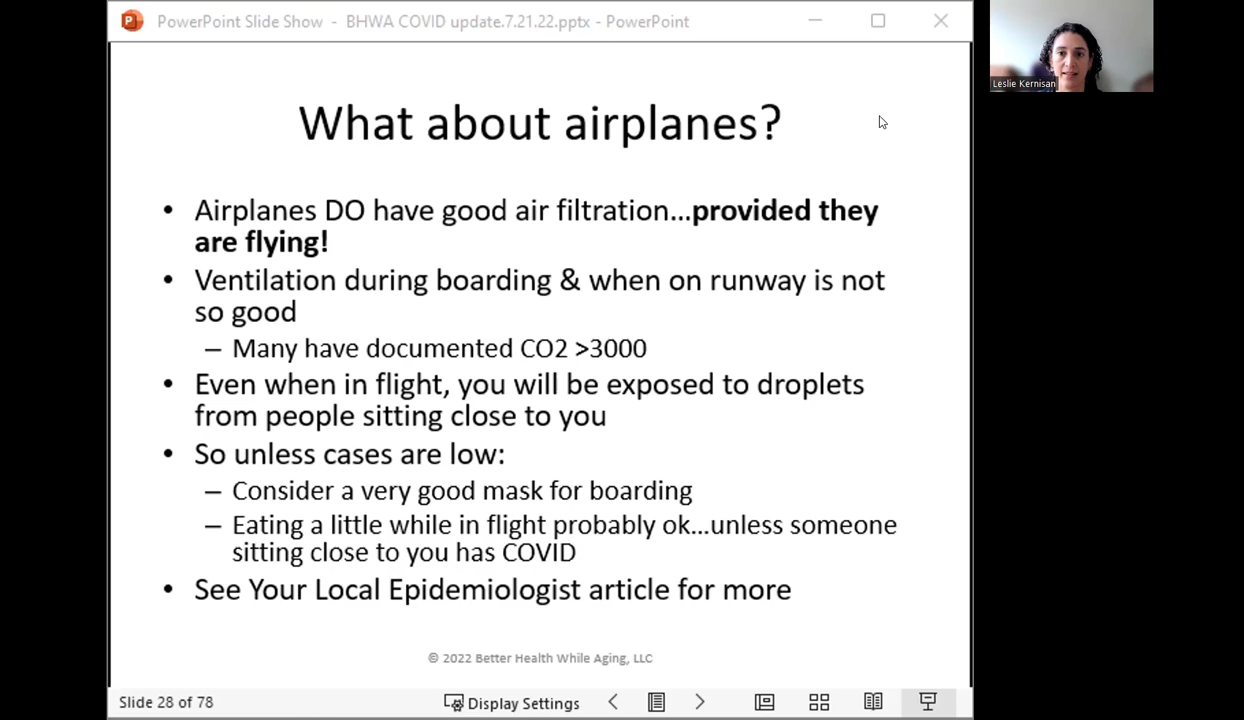 PowerPoint Slide Show - BHWA COVID update.7.21.22.pptx - PowerPoint
Leslie Kernisan
What about airplanes?
• Airplanes DO have good air filtration...provided they
are flying!
• Ventilation during boarding & when on runway is not
so good
– Many have documented CO2 >3000
• Even when in flight, you will be exposed to droplets
from people sitting close to you
• So unless cases are low:
– Consider a very good mask for boarding
– Eating a little while in flight probably ok...unless someone
sitting close to you has COVID
• See Your Local Epidemiologist article for more
© 2022 Better Health While Aging, LLC
Slide 28 of 78
Display Settings